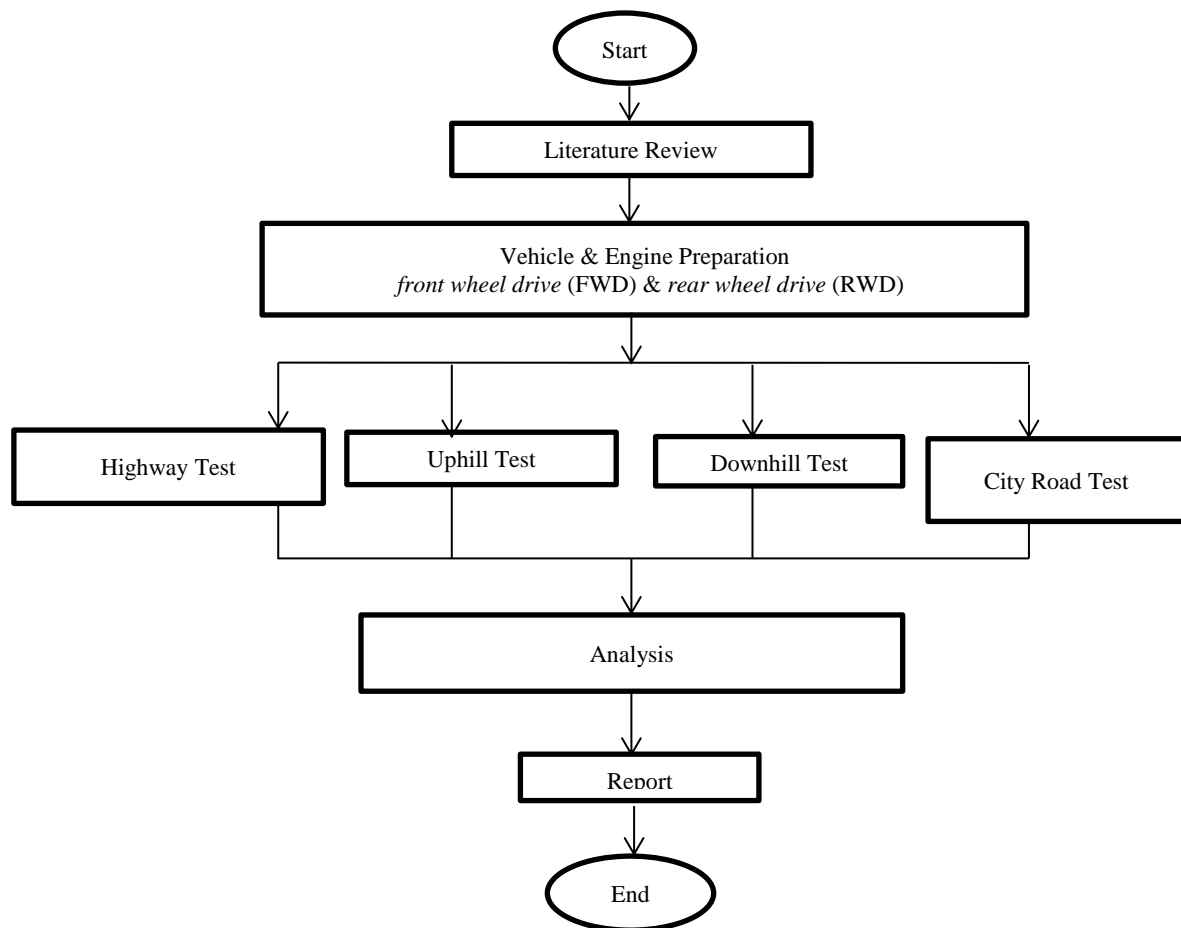 Start
Literature Review
Vehicle & Engine Preparation
front wheel drive (FWD) & rear wheel drive (RWD)
Highway Test
Uphill Test
Downhill Test
City Road Test
Analysis
Report
End